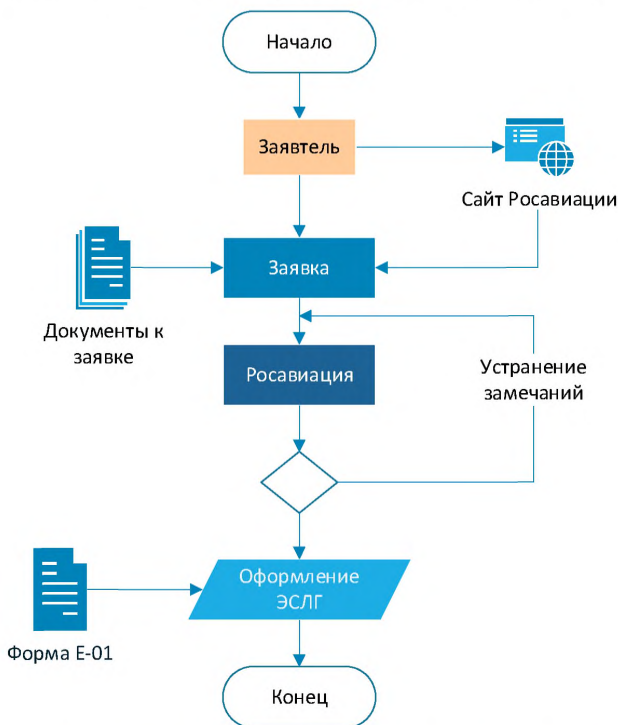 Начало
Заявтель
Сайт Росавиации
Заявка
Документы к
заявке
Росавиация
Устранение
замечаний
Оформление
ЭСЛГ
Форма Е-01
Конец